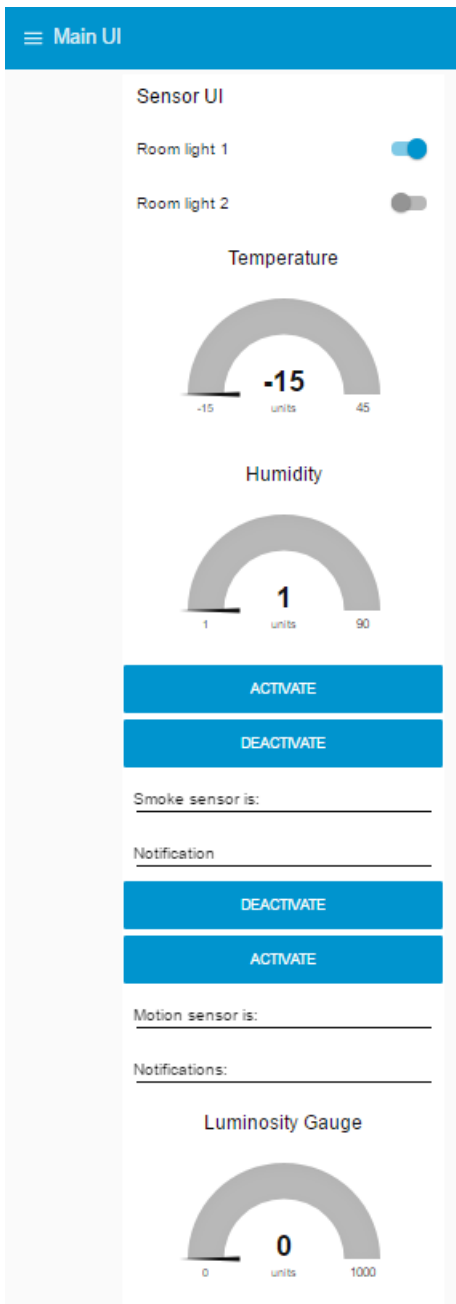 Main UI
Sensor UI
Room light 1
Room light 2
Temperature
-15
-15 units 45
Humidity
1
1 units 90
ACTIVATE
DEACTIVATE
Smoke sensor is:
Notification
DEACTIVATE
ACTIVATE
Motion sensor is:
Notifications:
Luminosity Gauge
0
0 units 1000